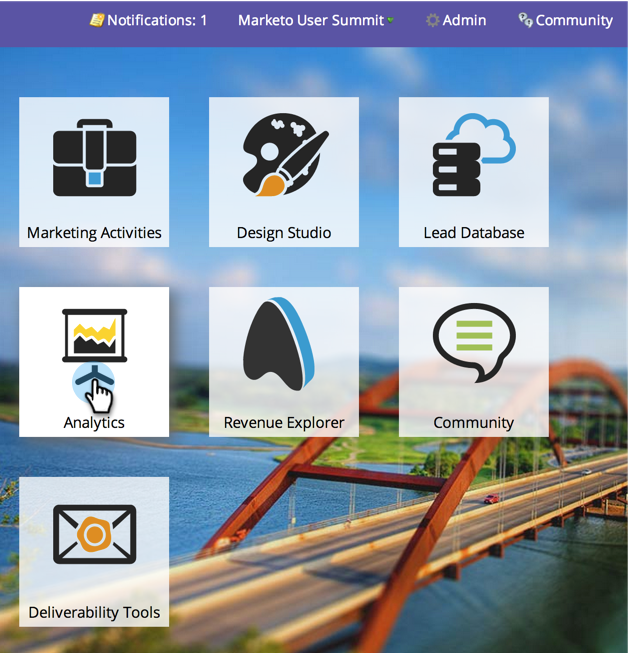 Notifications: 1 Marketo User Summit Admin Community
Marketing Activities Design Studio Lead Database
Analytics Revenue Explorer Community
Deliverability Tools